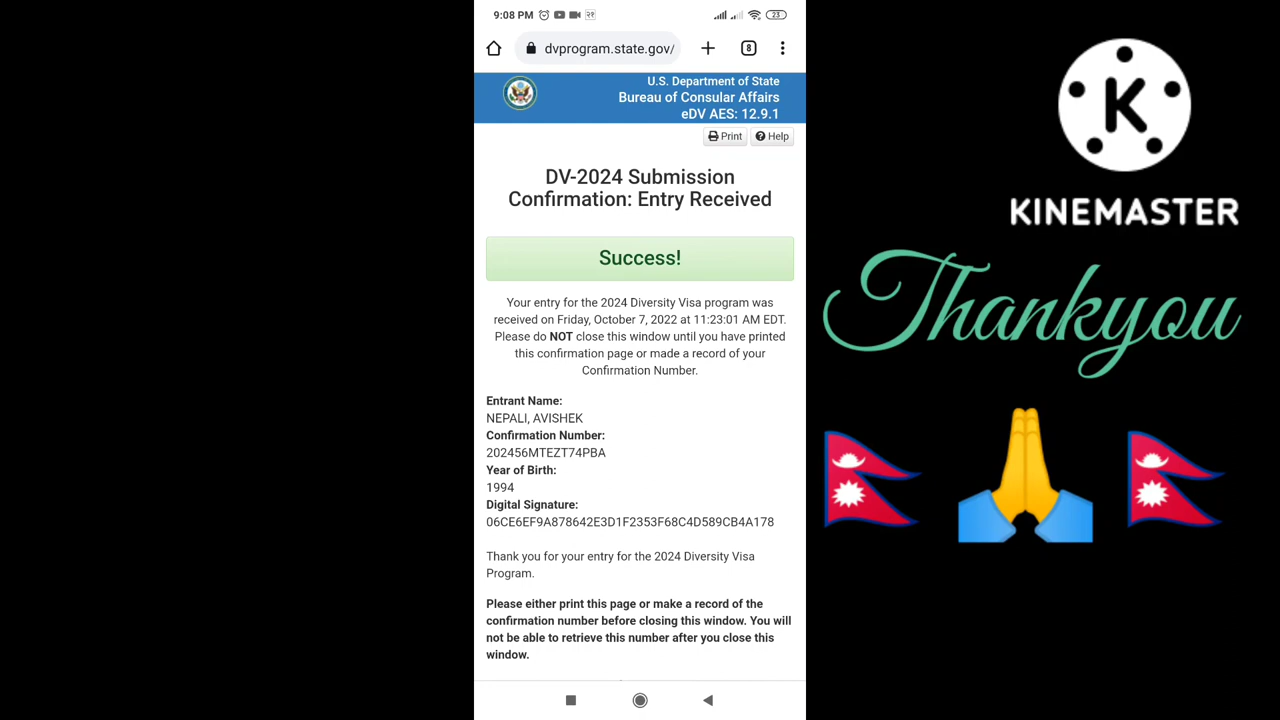 9:08 PM
23
dvprogram.state.gov/
8
U.S. Department of State
Bureau of Consular Affairs
eDV AES: 12.9.1
Print
Help
DV-2024 Submission
Confirmation: Entry Received
Success!
Your entry for the 2024 Diversity Visa program was
received on Friday, October 7, 2022 at 11:23:01 AM EDT.
Please do NOT close this window until you have printed
this confirmation page or made a record of your
Confirmation Number.
Entrant Name:
NEPALI, AVISHEK
Confirmation Number:
202456MTEZT74PBA
Year of Birth:
1994
Digital Signature:
06CE6EF9A878642E3D1F2353F68C4D589CB4A178
Thank you for your entry for the 2024 Diversity Visa
Program.
Please either print this page or make a record of the
confirmation number before closing this window. You will
not be able to retrieve this number after you close this
window.
K
KINEMASTER
Thankyou